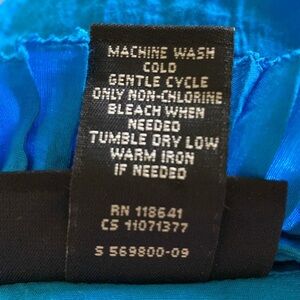 MACHINE WASH
COLD
GENTLE CYCLE
ONLY NON-CHLORINE
BLEACH WHEN
NEEDED
TUMBLE DRY LOW
WARM IRON
IF NEEDED
RN 118641
CS 11071377
S 569800-09